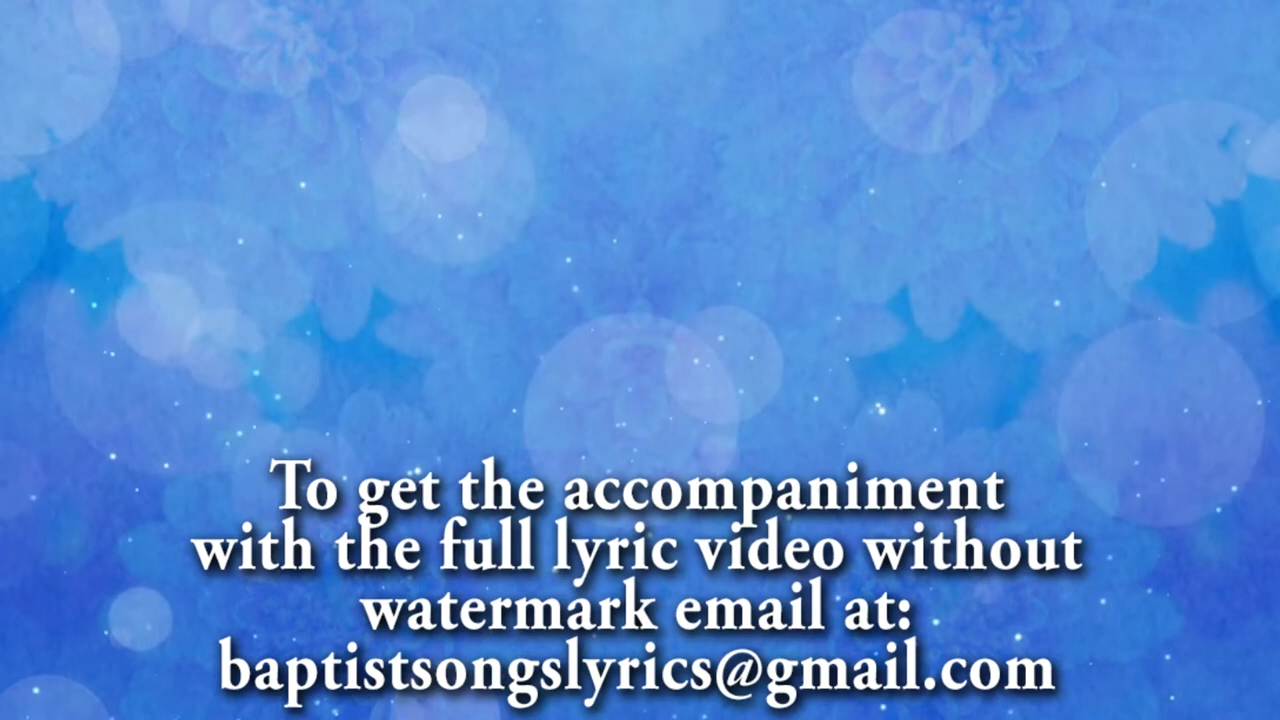 To get the accompaniment
with the full lyric video without
watermark email at:
baptistsongslyrics@gmail.com